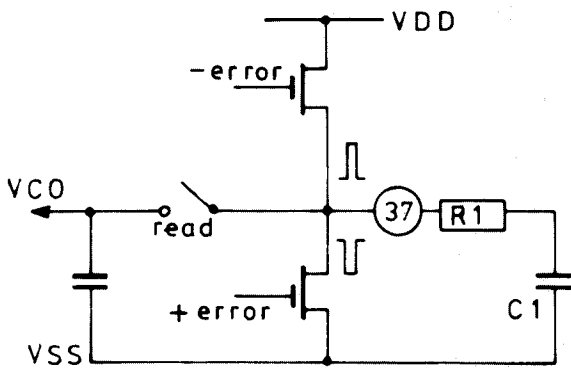 VDD
-error
VCO
37
R1
read
+error
C1
VSS